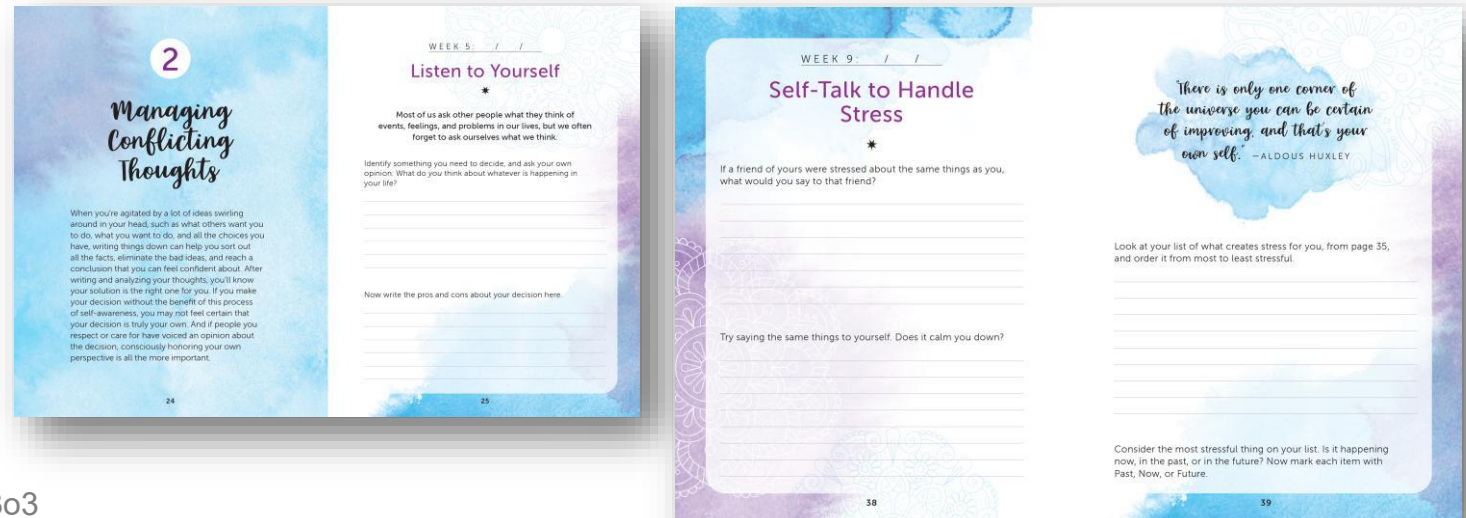 2
Managing
Conflicting
Thoughts
When you're agitated by a lot of ideas swirling
around in your head, such as what others want you
to do, what you want to do, and all the choices you
have, writing things down can help you sort out
all the facts, eliminate the bad ideas, and reach a
conclusion that you can feel confident about. After
writing and analyzing your thoughts, you'll know
your solution is the right one for you. If you make
your decision without the benefit of this process
of self-awareness, you may not feel certain that
your decision is truly your own. And if people you
respect or care for have voiced an opinion about
the decision, consciously honoring your own
perspective is all the more important.
24
WEEK 5: / /
Listen to Yourself
Most of us ask other people what they think of
events, feelings, and problems in our lives, but we often
forget to ask ourselves what we think.
Identify something you need to decide, and ask your own
opinion: What do you think about whatever is happening in
your life?
Now write the pros and cons about your decision here.
25
WEEK 9: / /
Self-Talk to Handle
Stress
If a friend of yours were stressed about the same things as you,
what would you say to that friend?
Try saying the same things to yourself. Does it calm you down?
38
"There is only one corner of
the universe you can be certain
of improving, and that's your
own self." —ALDOUS HUXLEY
Look at your list of what creates stress for you, from page 35,
and order it from most to least stressful.
Consider the most stressful thing on your list. Is it happening
now, in the past, or in the future? Now mark each item with
Past, Now, or Future.
39